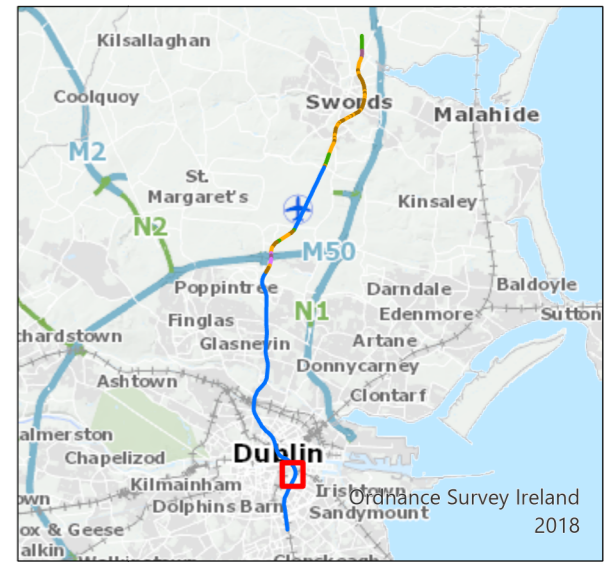 Kilsallaghan
Coolquoy
Swords
Malahide
M2
St.
Margaret's
Kinsaley
N2
M50
Poppintree
Darndale
Baldoyle
N1
Edenmore
Sutton
Finglas
Artane
chardstown
Glasnevin
Donnycarney
Ashtown
Clontarf
almerston
Dublin
Chapelizod
Kilmainham
Irishtown
Ordnance Survey Ireland
Dolphins Barn
Sandymount
2018
own
ox & Geese
alkin